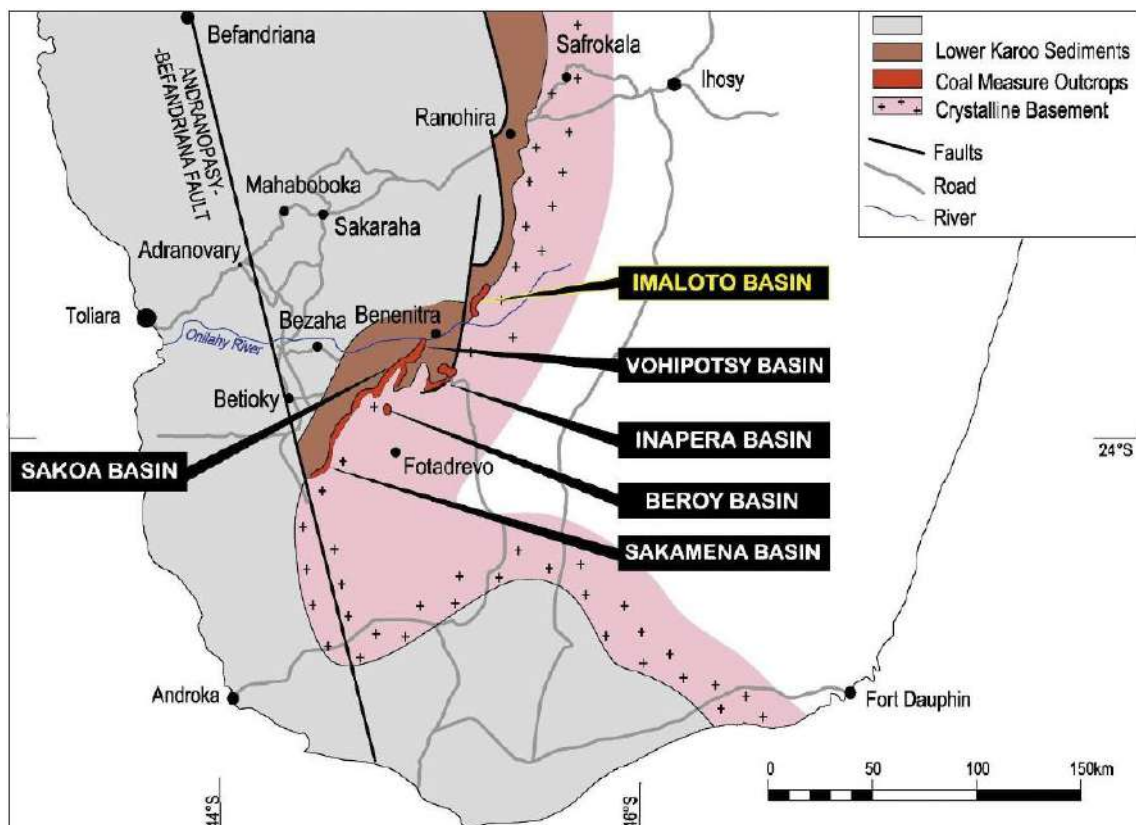 Befandriana
ANDRANOPASY-
-BEFANDRIANA FAULT
Safrokala
Ihosy
Ranohira
Mahaboboka
Sakaraha
Adranovary
Toliara
Onilahy River
Bezaha
Benenitra
Betioky
Fotadrevo
Androka
Fort Dauphin
Lower Karoo Sediments
Coal Measure Outcrops
Crystalline Basement
Faults
Road
River
IMALOTO BASIN
VOHIPOTSY BASIN
INAPERA BASIN
BEROY BASIN
SAKAMENA BASIN
SAKOA BASIN
24°S
44°S
46°S
0 50 100 150km